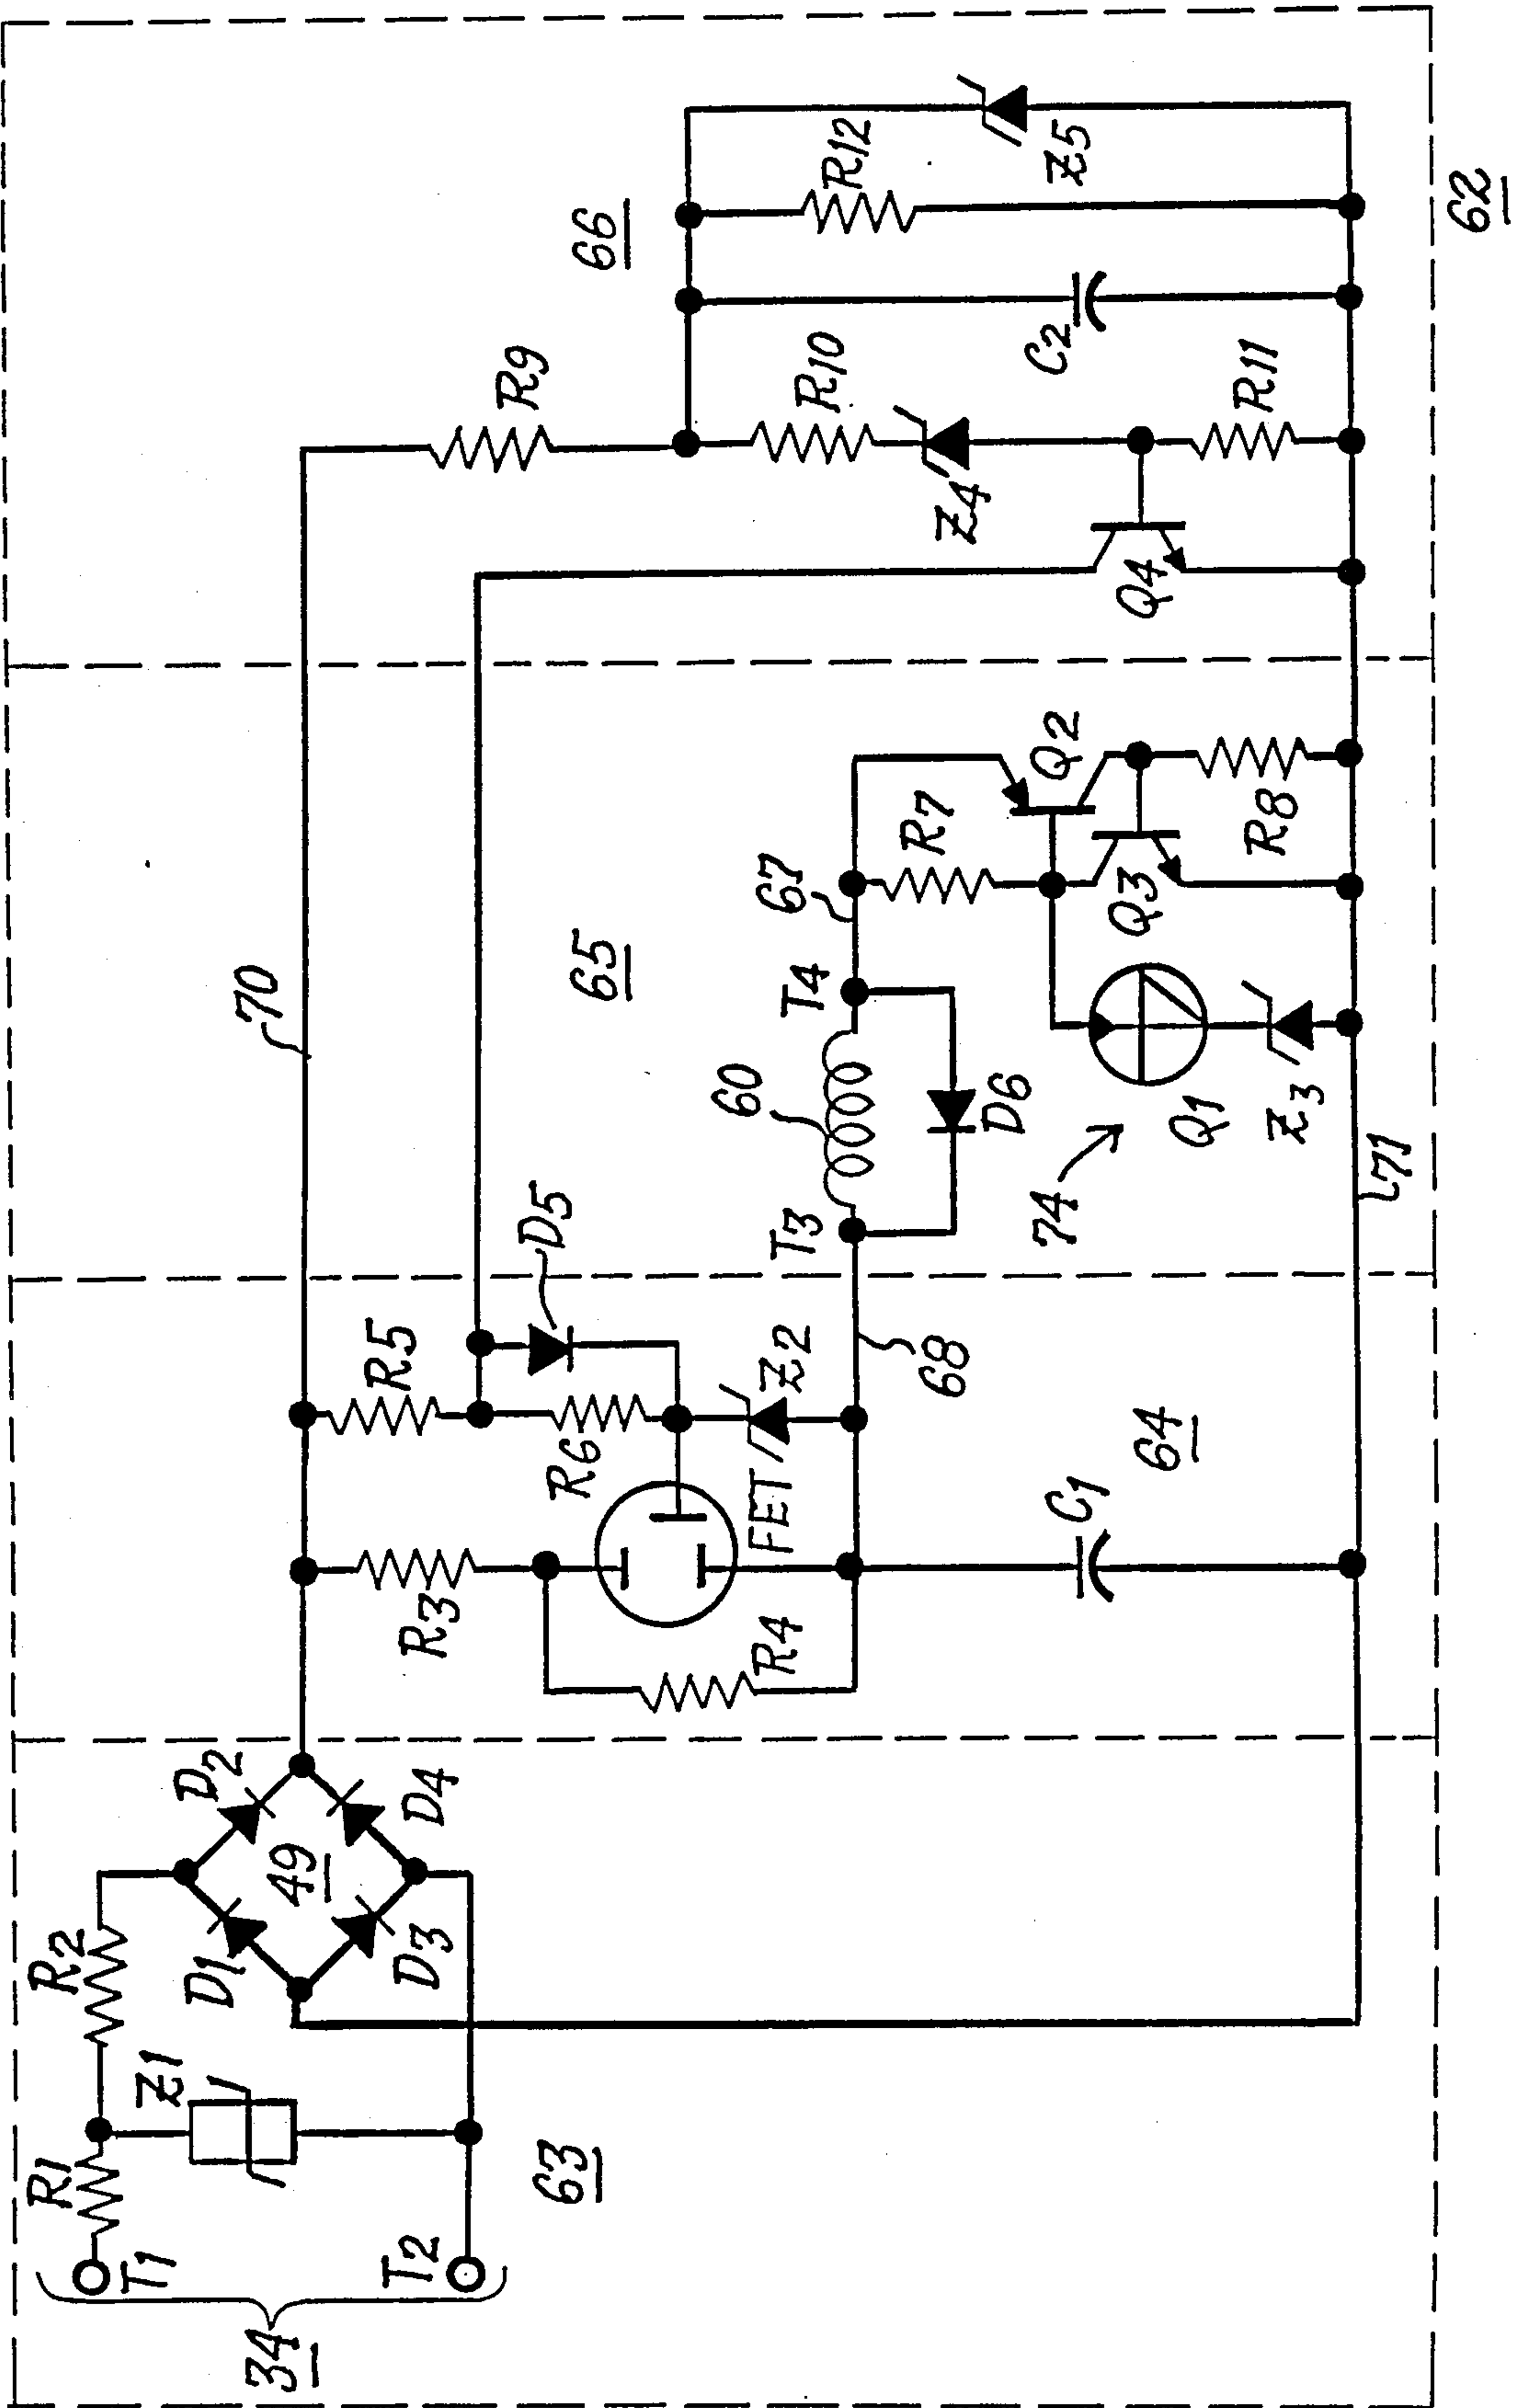 34
T1
T2
R1
Z1
63
R2
D1
D2
49
D3
D4
R3
R4
R5
R6
D5
FET
Z2
C1
64
68
70
65
T3
60
T4
67
D6
74
Q1
Z3
R7
Q2
Q3
R8
71
66
R9
R10
Z4
Q4
R11
C2
R12
Z5
62